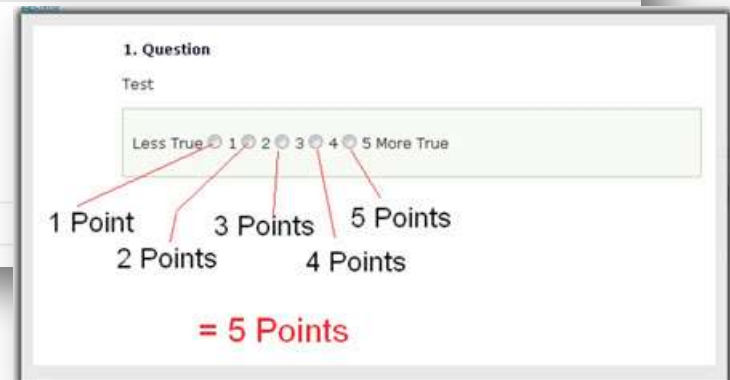 1. Question
Test
Less True 1 2 3 4 5 More True
1 Point
3 Points
5 Points
2 Points
4 Points
= 5 Points